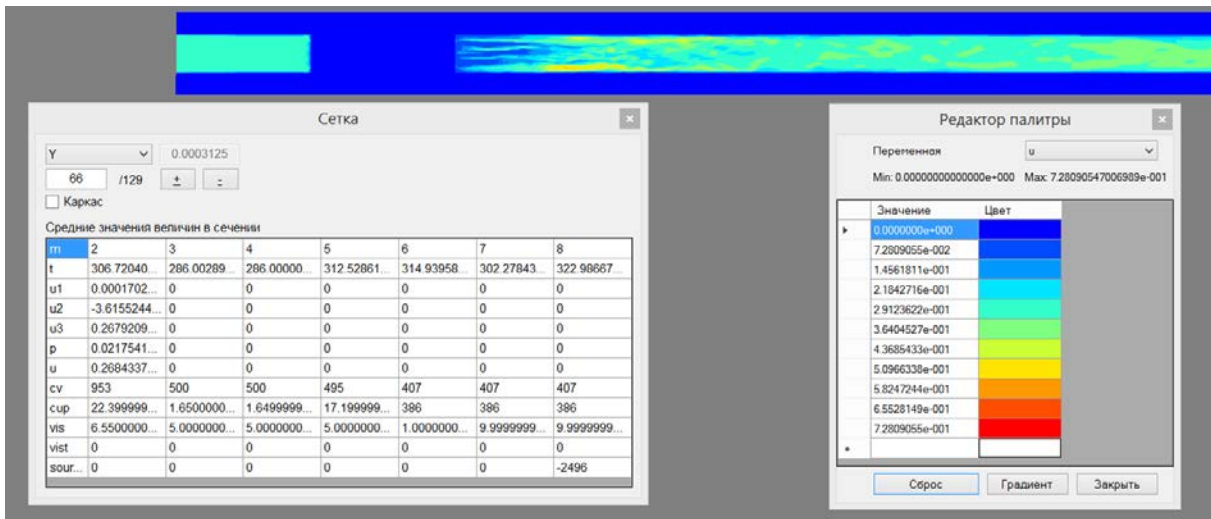 Сетка
Y 0.0003125
66 /129 + -
Каркас
Средние значения величин в сечении
m 2 3 4 5 6 7 8
t 306.72040... 286.00289... 286.00000... 312.52861... 314.93958... 302.27843... 322.98667...
u1 0.0001702... 0 0 0 0 0 0
u2 -3.6155244... 0 0 0 0 0 0
u3 0.2679209... 0 0 0 0 0 0
p 0.0217541... 0 0 0 0 0 0
u 0.2684337... 0 0 0 0 0 0
cv 953 500 500 495 407 407 407
cup 22.399999... 1.6500000... 1.6499999... 17.199999... 386 386 386
vis 6.5500000... 5.0000000... 5.0000000... 5.0000000... 1.0000000... 9.9999999... 9.9999999...
vist 0 0 0 0 0 0 0
sour... 0 0 0 0 0 0 -2496
Редактор палитры
Переменная u
Min: 0.00000000000000e+000 Max: 7.28090547006989e-001
Значение Цвет
0.0000000e+000
7.2809055e-002
1.4561811e-001
2.1842716e-001
2.9123622e-001
3.6404527e-001
4.3685433e-001
5.0966338e-001
5.8247244e-001
6.5528149e-001
7.2809055e-001
Сброс Градиент Закрыть